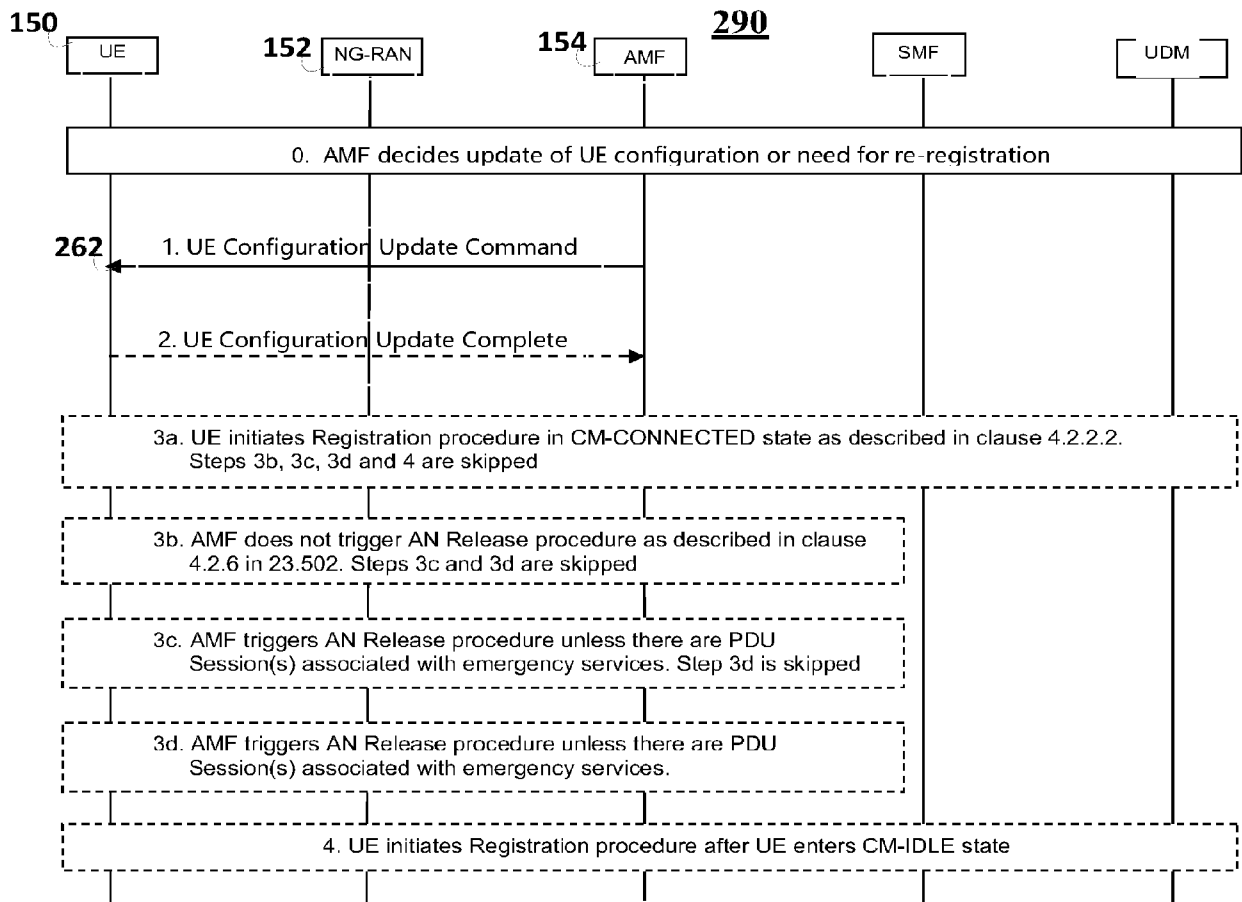 290
150
UE
152
NG-RAN
154
AMF
SMF
UDM
0. AMF decides update of UE configuration or need for re-registration
1. UE Configuration Update Command
262
2. UE Configuration Update Complete
3a. UE initiates Registration procedure in CM-CONNECTED state as described in clause 4.2.2.2.
Steps 3b, 3c, 3d and 4 are skipped
3b. AMF does not trigger AN Release procedure as described in clause
4.2.6 in 23.502. Steps 3c and 3d are skipped
3c. AMF triggers AN Release procedure unless there are PDU
Session(s) associated with emergency services. Step 3d is skipped
3d. AMF triggers AN Release procedure unless there are PDU
Session(s) associated with emergency services.
4. UE initiates Registration procedure after UE enters CM-IDLE state